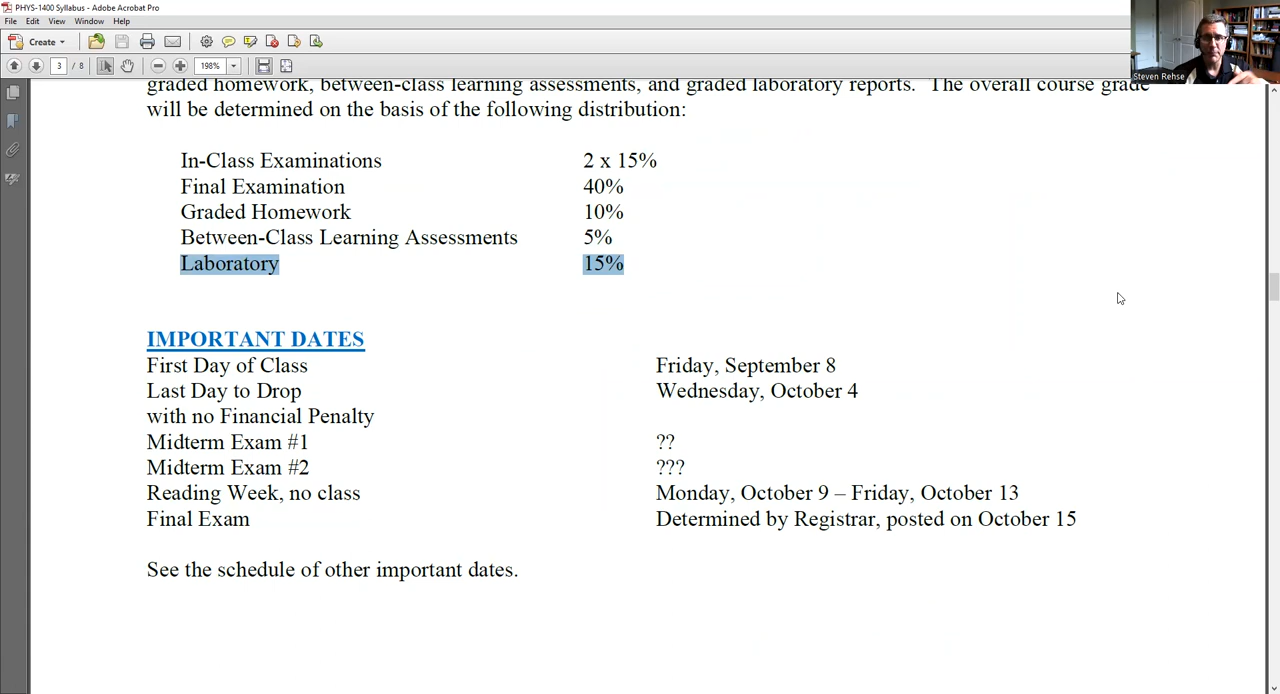 PHYS-1400 Syllabus - Adobe Acrobat Pro
File Edit View Window Help
Create
3 / 8 198%
Steven Rehse
graded homework, between-class learning assessments, and graded laboratory reports. The overall course grade
will be determined on the basis of the following distribution:
In-Class Examinations 2 x 15%
Final Examination 40%
Graded Homework 10%
Between-Class Learning Assessments 5%
Laboratory 15%
IMPORTANT DATES
First Day of Class Friday, September 8
Last Day to Drop Wednesday, October 4
with no Financial Penalty
Midterm Exam #1 ??
Midterm Exam #2 ???
Reading Week, no class Monday, October 9 – Friday, October 13
Final Exam Determined by Registrar, posted on October 15
See the schedule of other important dates.